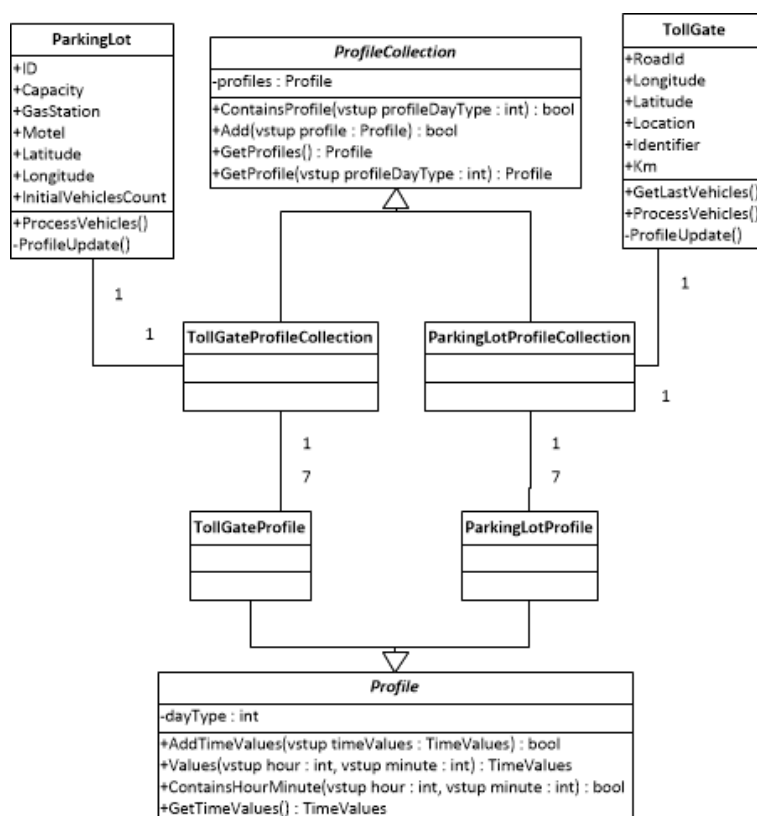 ParkingLot
+ID
+Capacity
+GasStation
+Motel
+Latitude
+Longitude
+InitialVehiclesCount
+ProcessVehicles()
-ProfileUpdate()
ProfileCollection
-profiles : Profile
+ContainsProfile(vstup profileDayType : int) : bool
+Add(vstup profile : Profile) : bool
+GetProfiles() : Profile
+GetProfile(vstup profileDayType : int) : Profile
TollGate
+RoadId
+Longitude
+Latitude
+Location
+Identifier
+Km
+GetLastVehicles()
+ProcessVehicles()
-ProfileUpdate()
1
1
1
TollGateProfileCollection
ParkingLotProfileCollection
1
1
1
7
7
TollGateProfile
ParkingLotProfile
Profile
-dayType : int
+AddTimeValues(vstup timeValues : TimeValues) : bool
+Values(vstup hour : int, vstup minute : int) : TimeValues
+ContainsHourMinute(vstup hour : int, vstup minute : int) : bool
+GetTimeValues() : TimeValues